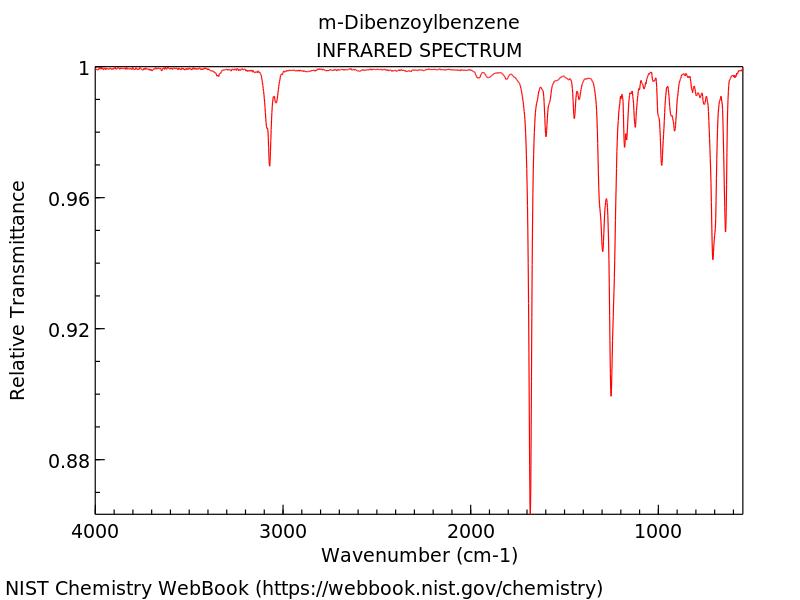 m-Dibenzoylbenzene
INFRARED SPECTRUM
1
0.96
0.92
0.88
Relative Transmittance
4000 3000 2000 1000
Wavenumber (cm-1)
NIST Chemistry WebBook (https://webbook.nist.gov/chemistry)